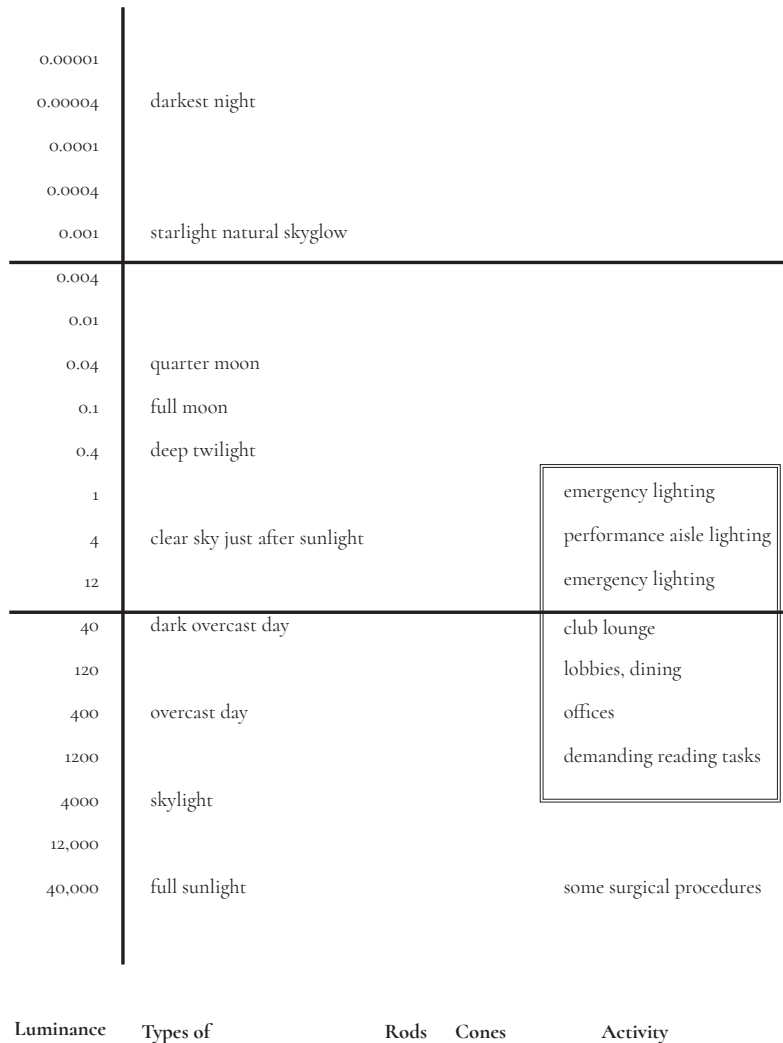 0.00001
0.00004 darkest night
0.0001
0.0004
0.001 starlight natural skyglow
0.004
0.01
0.04 quarter moon
0.1 full moon
0.4 deep twilight
1 emergency lighting
4 clear sky just after sunlight performance aisle lighting
12 emergency lighting
40 dark overcast day club lounge
120 lobbies, dining
400 overcast day offices
1200 demanding reading tasks
4000 skylight
12,000
40,000 full sunlight some surgical procedures
Luminance Types of Rods Cones Activity